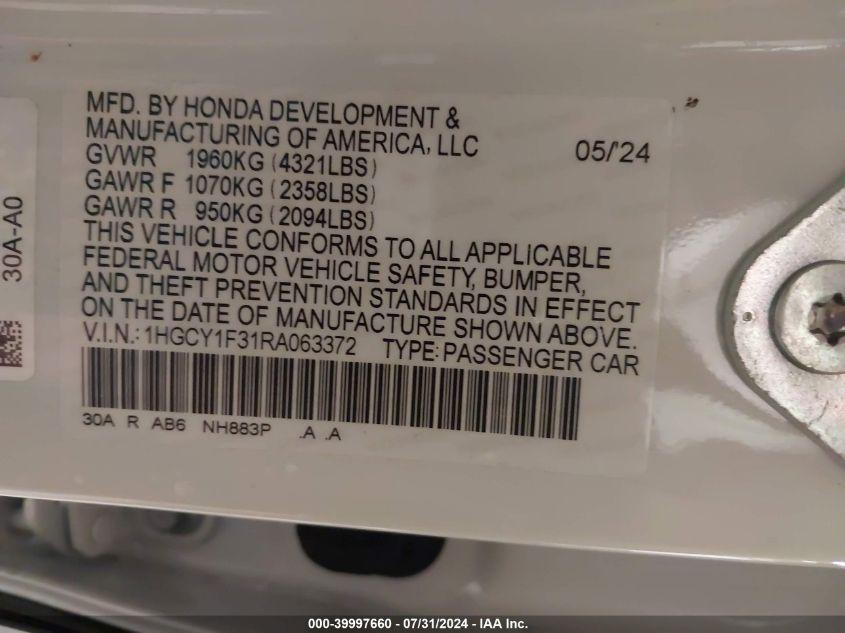 30A-A0
MFD. BY HONDA DEVELOPMENT &
MANUFACTURING OF AMERICA, LLC 05/'24
GVWR 1960KG (4321LBS)
GAWR F 1070KG (2358LBS)
GAWR R 950KG (2094LBS)
THIS VEHICLE CONFORMS TO ALL APPLICABLE
FEDERAL MOTOR VEHICLE SAFETY, BUMPER,
AND THEFT PREVENTION STANDARDS IN EFFECT
ON THE DATE OF MANUFACTURE SHOWN ABOVE.
V.I.N.: 1HGCY1F31RA063372 TYPE: PASSENGER CAR
30A R AB6 NH883P .A .A
000-39997660 - 07/31/2024 - IAA Inc.